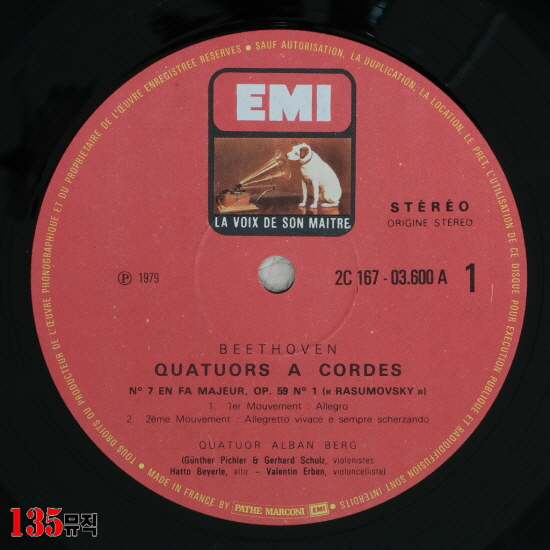 TOUS DROITS DU PRODUCTEUR DE L'ŒUVRE PHONOGRAPHIQUE ET DU PROPRIETAIRE DE L'ŒUVRE ENREGISTREE RESERVES • SAUF AUTORISATION, LA DUPLICATION, LA LOCATION, LE PRET, L'UTILISATION DE CE DISQUE POUR EXECUTION PUBLIQUE ET RADIODIFFUSION SONT INTERDITS •
EMI
LA VOIX DE SON MAITRE
STÉRÉO
ORIGINE STEREO
℗ 1979
2C 167 - 03.600 A 1
BEETHOVEN
QUATUORS A CORDES
Nº 7 EN FA MAJEUR, OP. 59 Nº 1 (« RASUMOVSKY »)
1. 1er Mouvement : Allegro
2. 2ème Mouvement : Allegretto vivace e sempre scherzando
QUATUOR ALBAN BERG
(Günther Pichler & Gerhard Schulz, violonistes
Hatto Beyerle, alto - Valentin Erben, violoncelliste)
MADE IN FRANCE BY PATHE MARCONI EMI
135뮤직